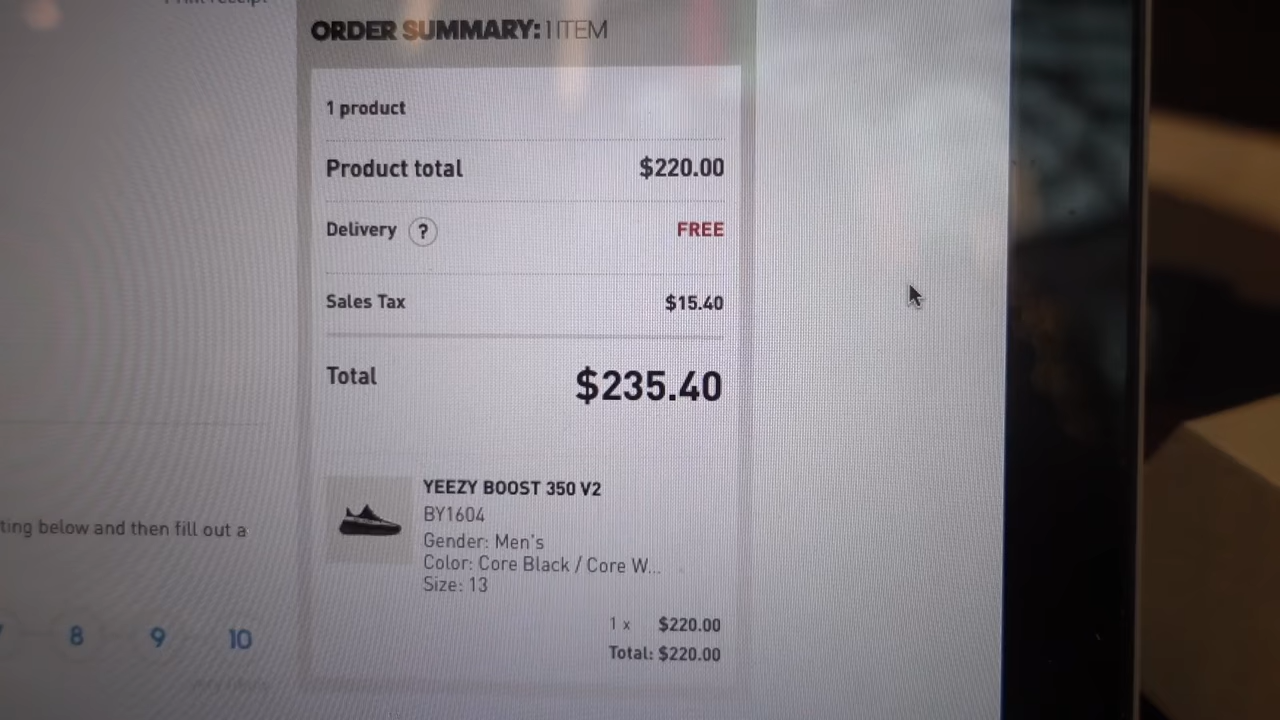 ORDER SUMMARY: 1 ITEM
1 product
Product total $220.00
Delivery ? FREE
Sales Tax $15.40
Total $235.40
YEEZY BOOST 350 V2
BY1604
Gender: Men's
Color: Core Black / Core W...
Size: 13
1 x $220.00
Total: $220.00
ting below and then fill out a
8 9 10